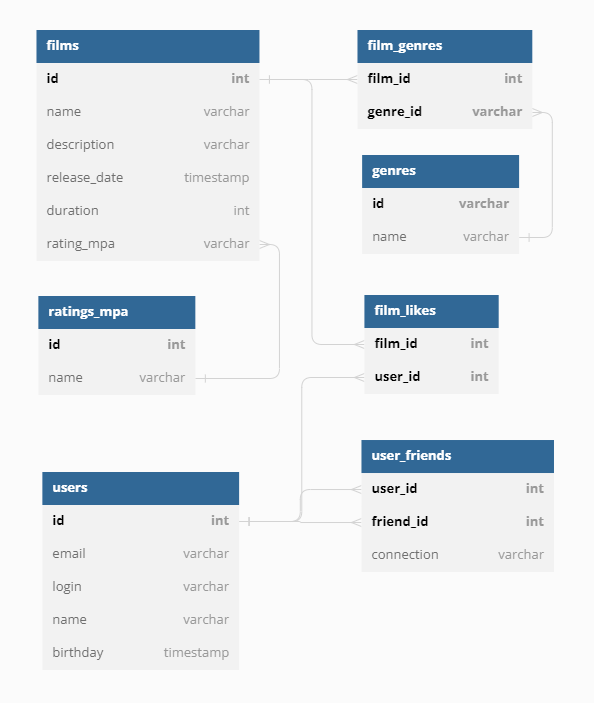 films
id int
name varchar
description varchar
release_date timestamp
duration int
rating_mpa varchar
film_genres
film_id int
genre_id varchar
genres
id varchar
name varchar
ratings_mpa
id int
name varchar
film_likes
film_id int
user_id int
users
id int
email varchar
login varchar
name varchar
birthday timestamp
user_friends
user_id int
friend_id int
connection varchar